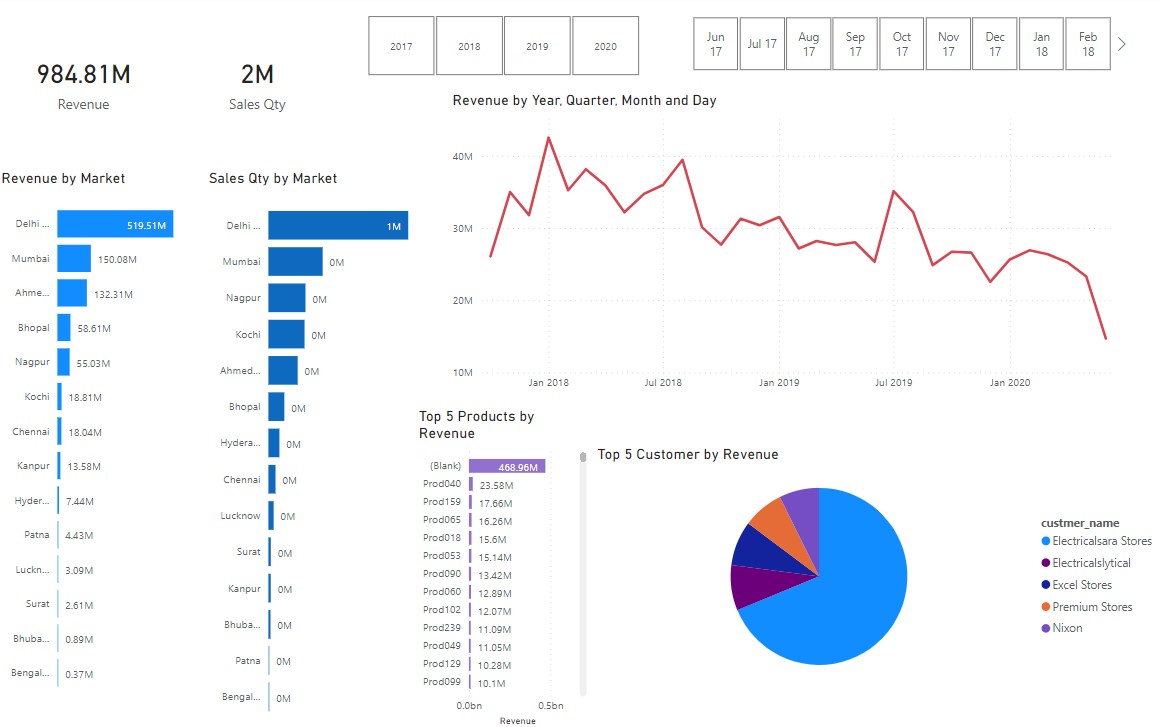 2017
2018
2019
2020
Jun 17
Jul 17
Aug 17
Sep 17
Oct 17
Nov 17
Dec 17
Jan 18
Feb 18
984.81M
Revenue
2M
Sales Qty
Revenue by Year, Quarter, Month and Day
40M
30M
20M
10M
Jan 2018
Jul 2018
Jan 2019
Jul 2019
Jan 2020
Revenue by Market
Delhi ... 519.51M
Mumbai 150.08M
Ahme... 132.31M
Bhopal 58.61M
Nagpur 55.03M
Kochi 18.81M
Chennai 18.04M
Kanpur 13.58M
Hyder... 7.44M
Patna 4.43M
Luckn... 3.09M
Surat 2.61M
Bhuba... 0.89M
Bengal... 0.37M
Sales Qty by Market
Delhi ... 1M
Mumbai 0M
Nagpur 0M
Kochi 0M
Ahmed... 0M
Bhopal 0M
Hydera... 0M
Chennai 0M
Lucknow 0M
Surat 0M
Kanpur 0M
Bhuba... 0M
Patna 0M
Bengal... 0M
Top 5 Products by
Revenue
(Blank) 468.96M
Prod040 23.58M
Prod159 17.66M
Prod065 16.26M
Prod018 15.6M
Prod053 15.14M
Prod090 13.42M
Prod060 12.89M
Prod102 12.07M
Prod239 11.09M
Prod049 11.05M
Prod129 10.28M
Prod099 10.1M
0.0bn
0.5bn
Revenue
Top 5 Customer by Revenue
custmer_name
Electricalsara Stores
Electricalslytical
Excel Stores
Premium Stores
Nixon